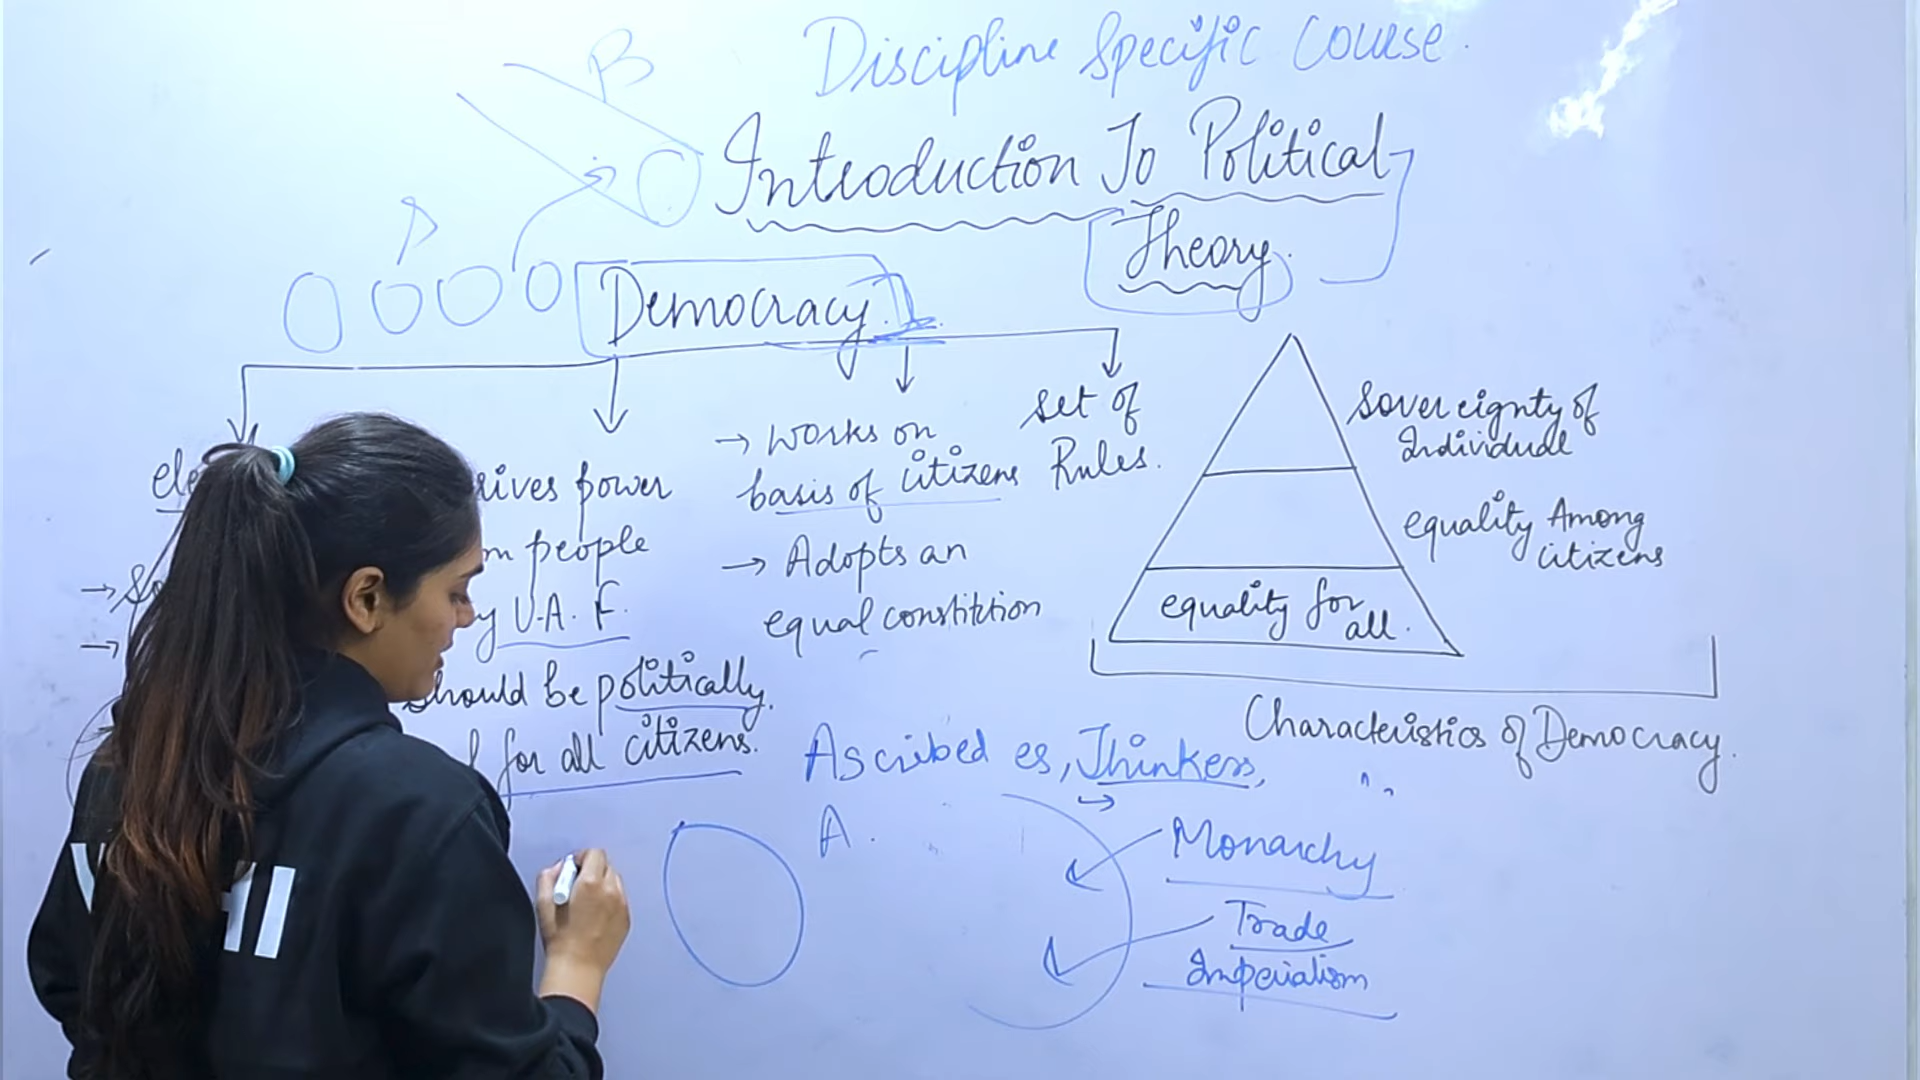 B
Discipline Specific Course.
Introduction To Political
Theory.
Democracy.
rives power
people
U.A.F.
should be politically.
for all citizens.
→ works on
basis of citizens
→ Adopts an
equal constitution
set of
Rules.
Sovereignty of
Individual
equality Among
citizens
equality for
all.
Characteristics of Democracy.
Ascribed es, Thinkers,
A.
Monarchy
Trade
Imperialism